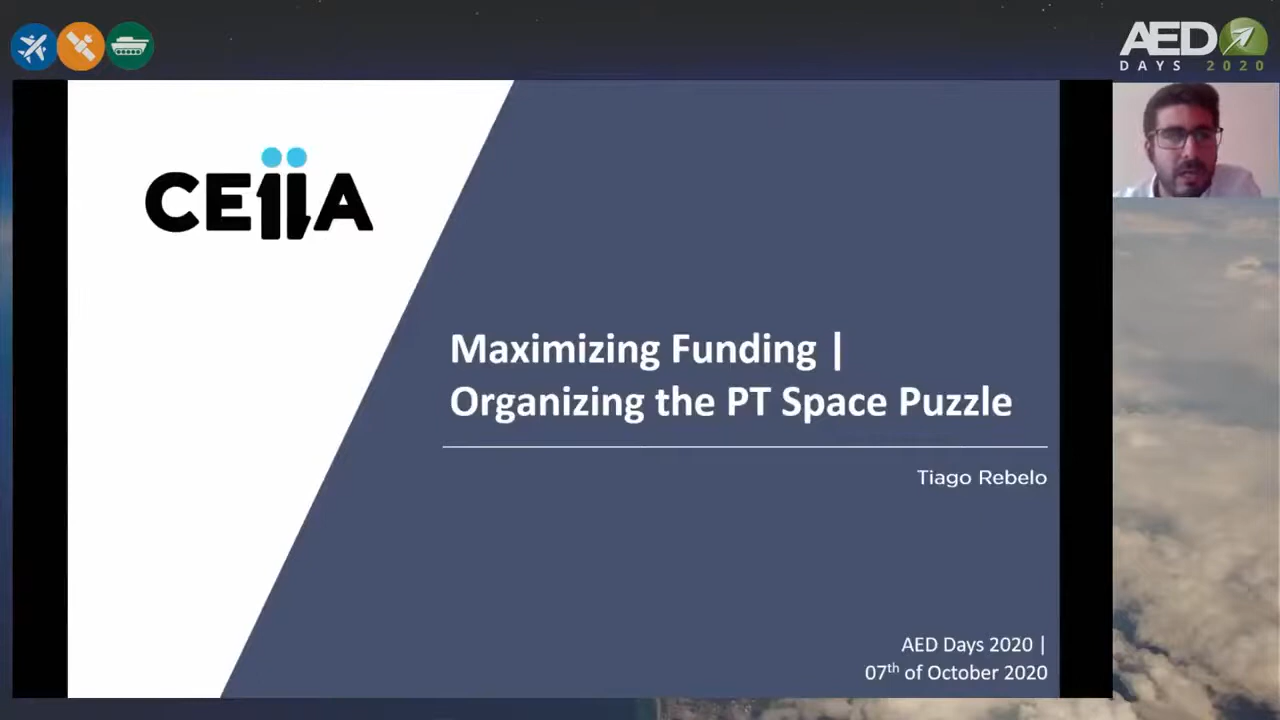 AED
DAYS 2020
CEiiA
Maximizing Funding |
Organizing the PT Space Puzzle
Tiago Rebelo
AED Days 2020 |
07th of October 2020